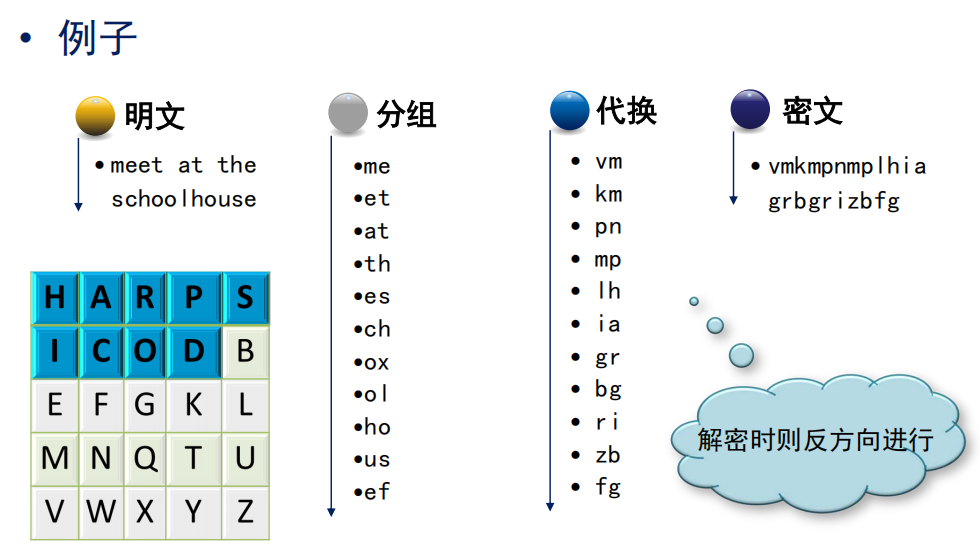 • 例子
明文
• meet at the
schoolhouse
分组
•me
•et
•at
•th
•es
•ch
•ox
•ol
•ho
•us
•ef
代换
• vm
• km
• pn
• mp
• lh
• ia
• gr
• bg
• ri
• zb
• fg
密文
• vmkmpnmplhia
grbgrizbfg
H A R P S
I C O D B
E F G K L
M N Q T U
V W X Y Z
解密时则反方向进行